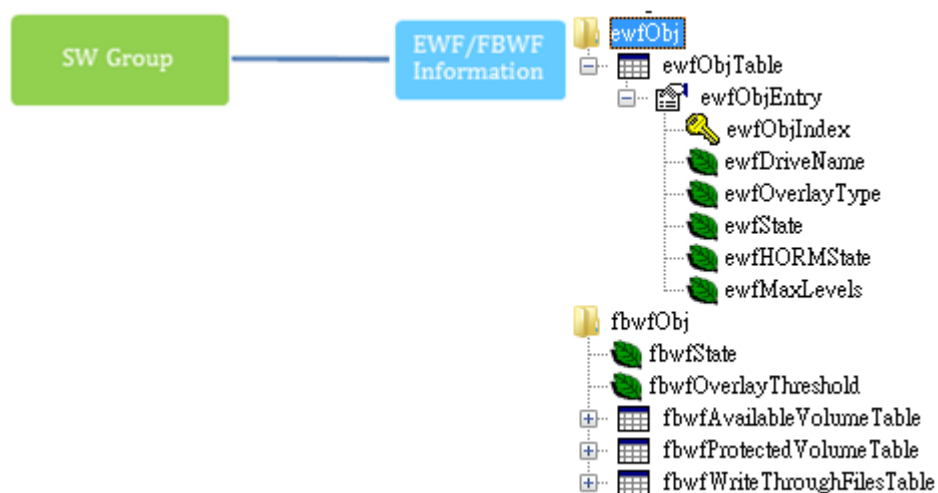 SW Group
EWF/FBWF
Information
ewfObj
ewfObjTable
ewfObjEntry
ewfObjIndex
ewfDriveName
ewfOverlayType
ewfState
ewfHORMState
ewfMaxLevels
fbwfObj
fbwfState
fbwfOverlayThreshold
fbwfAvailableVolumeTable
fbwfProtectedVolumeTable
fbwfWriteThroughFilesTable